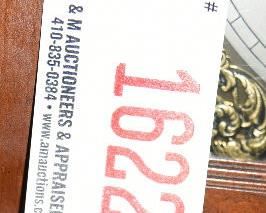 #
& M AUCTIONEERS & APPRAISE
410-835-0384 • www.amauctions.c
1622